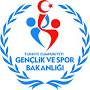 TÜRKİYE CUMHURİYETİ
GENÇLİK VE SPOR
BAKANLIĞI